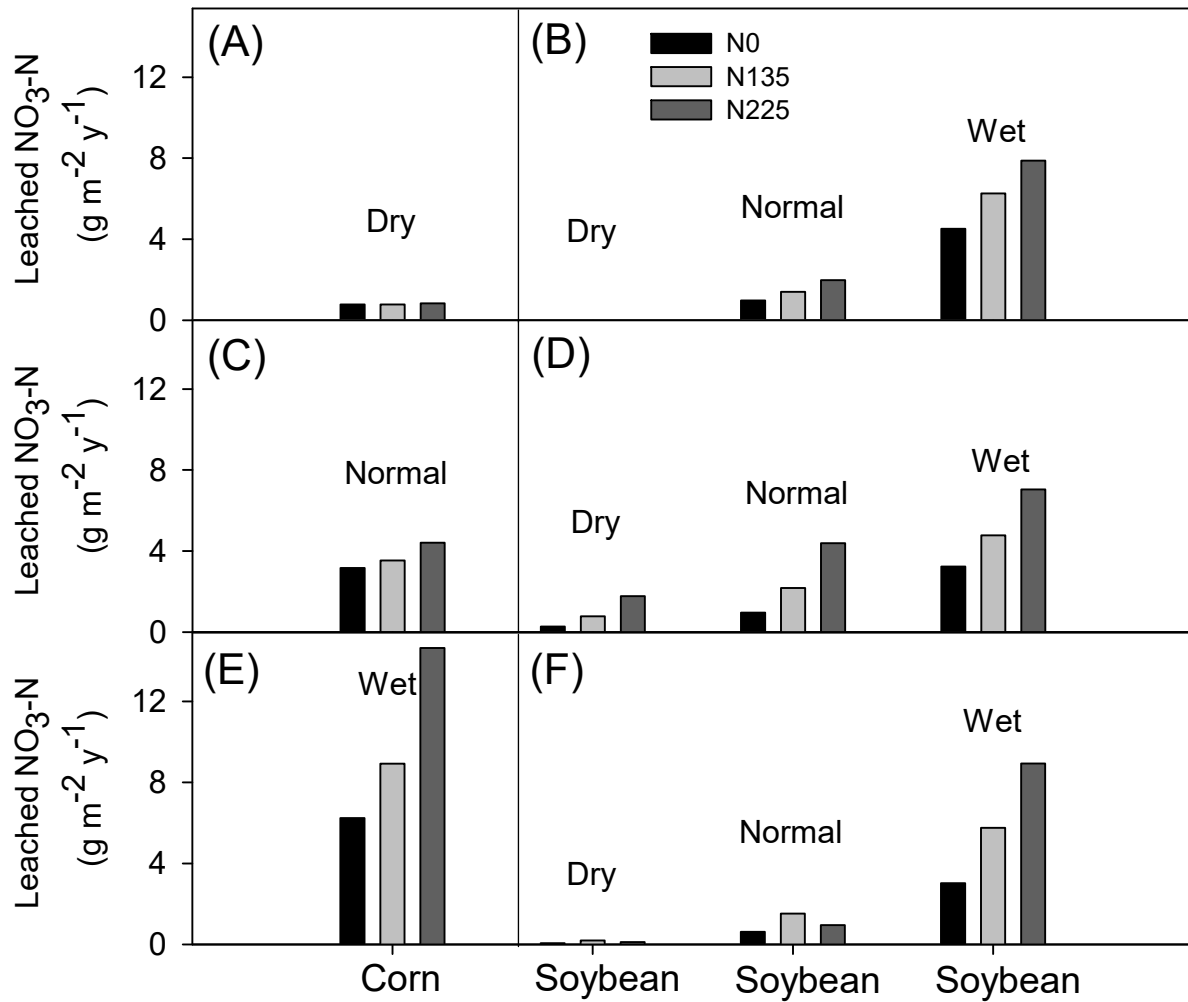 (A)
(B)
N0
N135
N225
Leached NO3-N
(g m-2 y-1)
12
8
4
0
Dry
Dry
Normal
Wet
(C)
(D)
Leached NO3-N
(g m-2 y-1)
12
8
4
0
Normal
Dry
Normal
Wet
(E)
(F)
Leached NO3-N
(g m-2 y-1)
12
8
4
0
Wet
Dry
Normal
Wet
Corn
Soybean
Soybean
Soybean